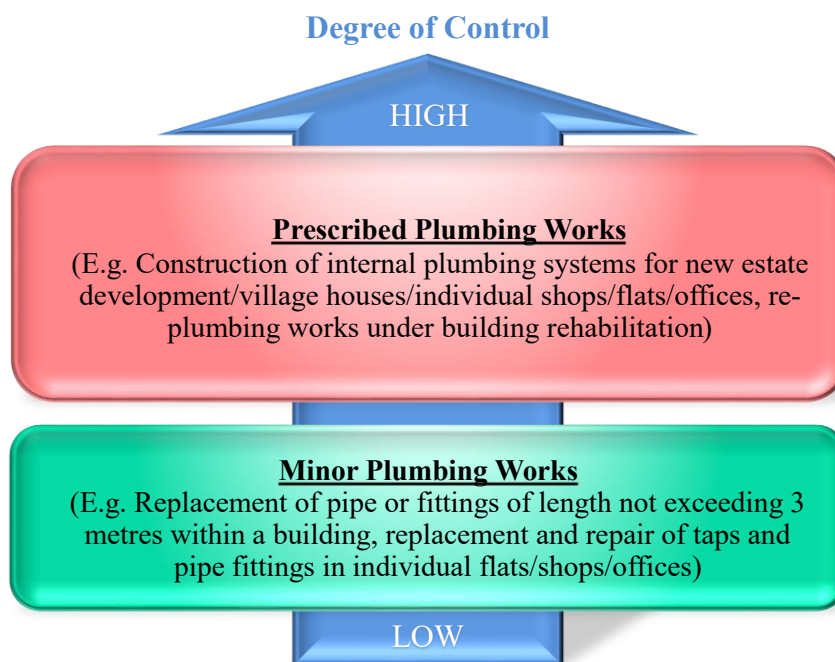 Degree of Control
HIGH
Prescribed Plumbing Works
(E.g. Construction of internal plumbing systems for new estate
development/village houses/individual shops/flats/offices, re-
plumbing works under building rehabilitation)
Minor Plumbing Works
(E.g. Replacement of pipe or fittings of length not exceeding 3
metres within a building, replacement and repair of taps and
pipe fittings in individual flats/shops/offices)
LOW